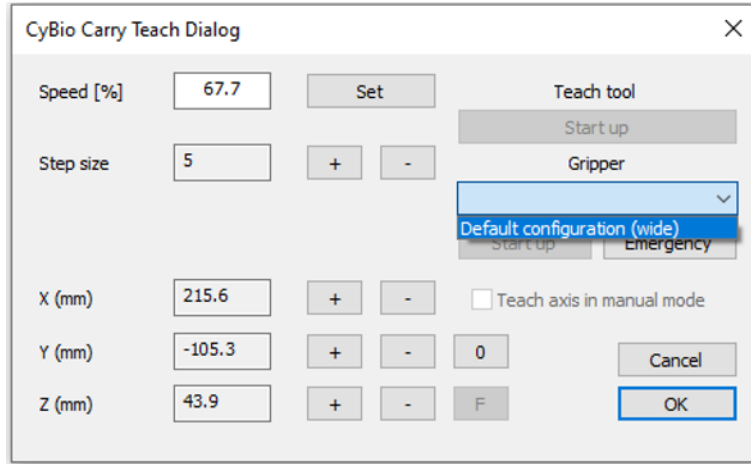 CyBio Carry Teach Dialog
Speed [%] 67.7 Set Teach tool
Start up
Step size 5 + - Gripper
Default configuration (wide)
Start up Emergency
X (mm) 215.6 + - Teach axis in manual mode
Y (mm) -105.3 + - 0 Cancel
Z (mm) 43.9 + - F OK